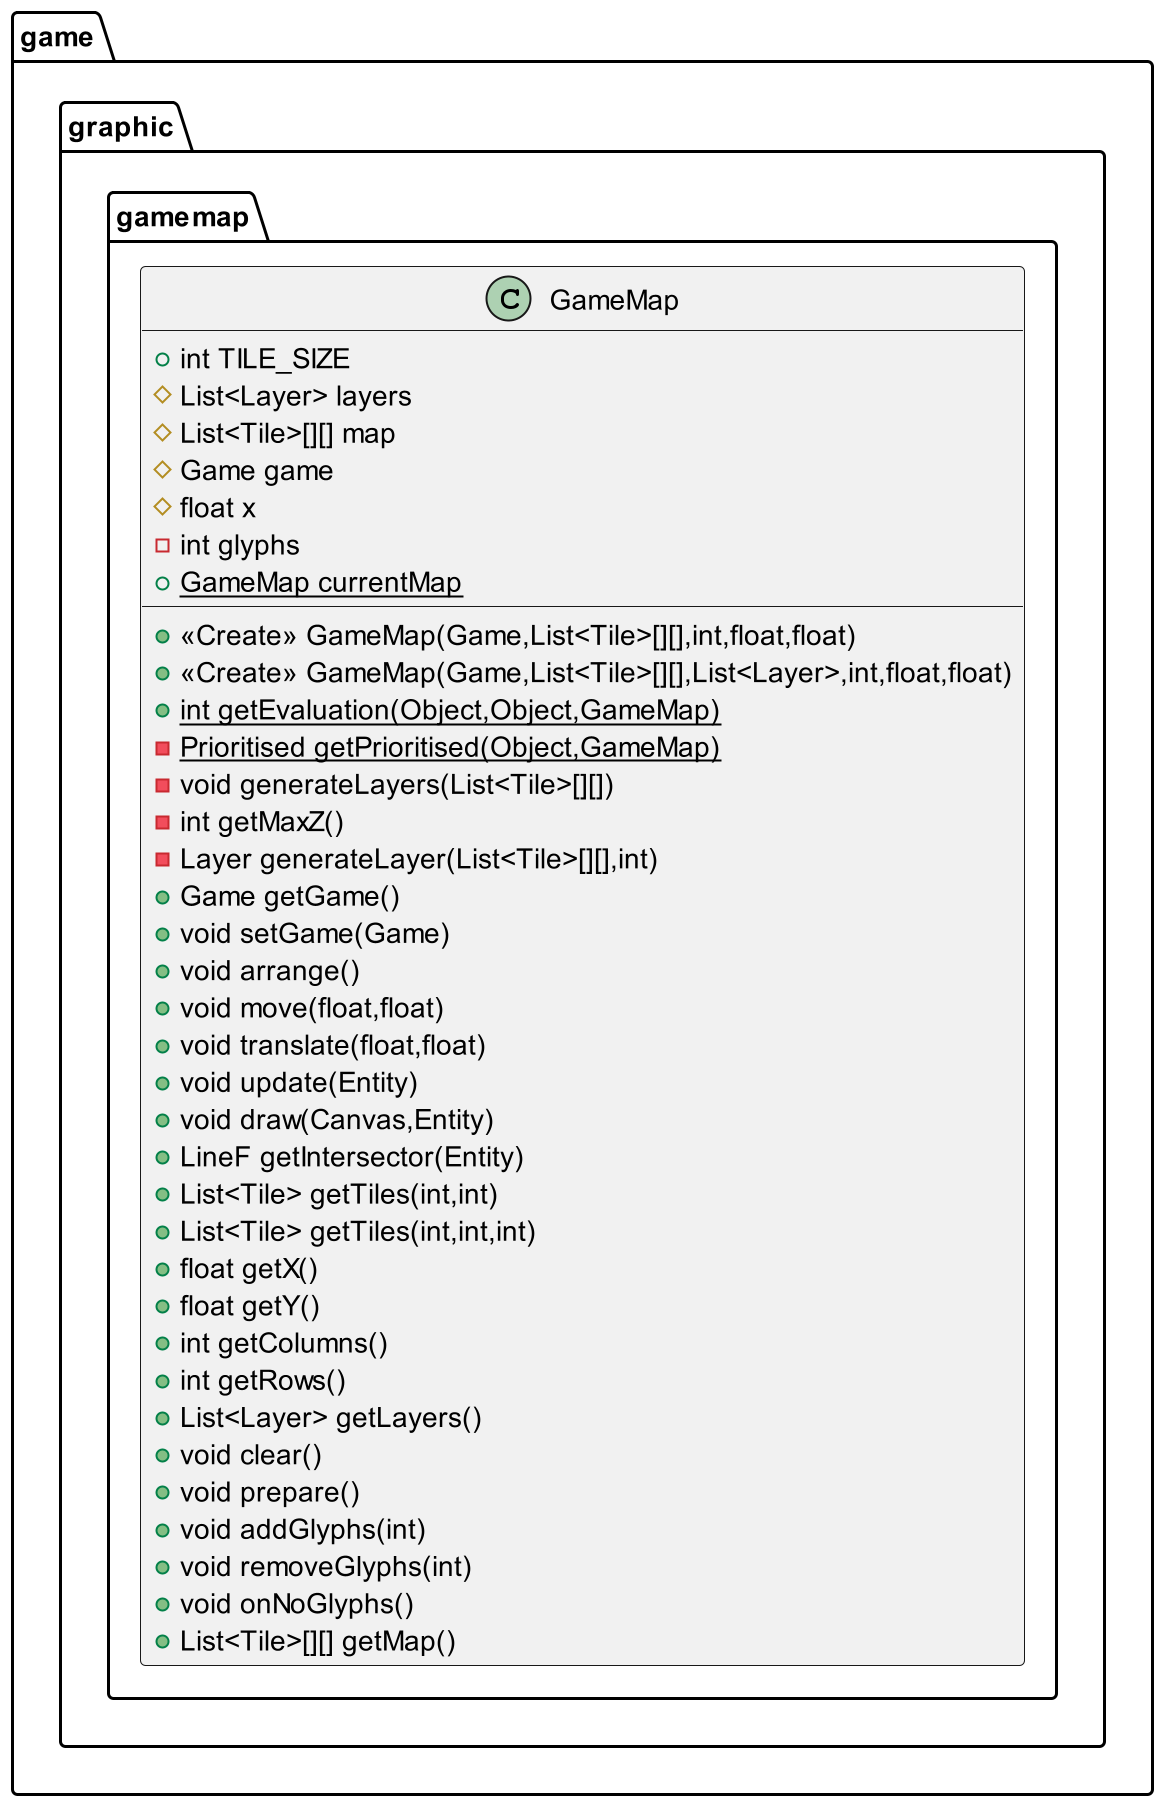 game
graphic
gamemap
C GameMap
int TILE_SIZE
List<Layer> layers
List<Tile>[][] map
Game game
float x
int glyphs
GameMap currentMap
«Create» GameMap(Game,List<Tile>[][],int,float,float)
«Create» GameMap(Game,List<Tile>[][],List<Layer>,int,float,float)
int getEvaluation(Object,Object,GameMap)
Prioritised getPrioritised(Object,GameMap)
void generateLayers(List<Tile>[][])
int getMaxZ()
Layer generateLayer(List<Tile>[][],int)
Game getGame()
void setGame(Game)
void arrange()
void move(float,float)
void translate(float,float)
void update(Entity)
void draw(Canvas,Entity)
LineF getIntersector(Entity)
List<Tile> getTiles(int,int)
List<Tile> getTiles(int,int,int)
float getX()
float getY()
int getColumns()
int getRows()
List<Layer> getLayers()
void clear()
void prepare()
void addGlyphs(int)
void removeGlyphs(int)
void onNoGlyphs()
List<Tile>[][] getMap()